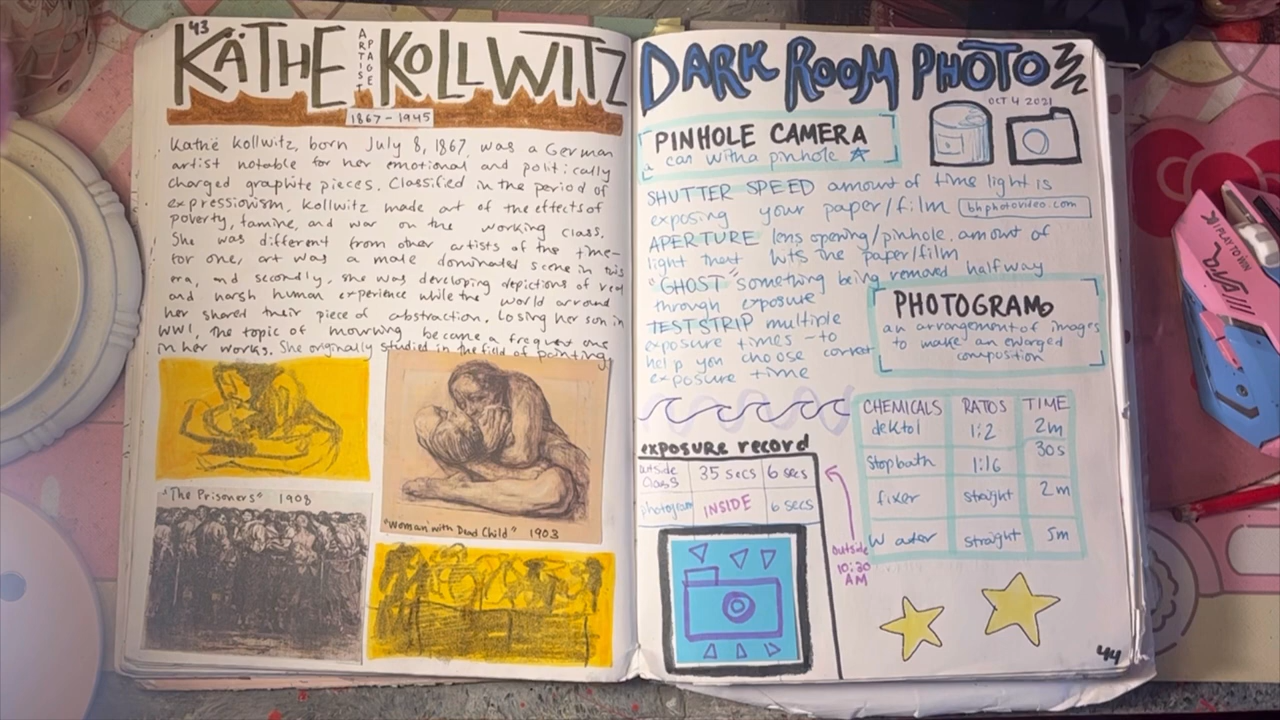 43
KÄTHE KOLLWITZ
ARTIST PAGE
1867-1945
Kathë Kollwitz, born July 8, 1867, was a German
artist notable for her emotional and politically
charged graphite pieces. Classified in the period of
expressionism, Kollwitz made art of the effects of
poverty, famine, and war on the working class.
She was different from other artists of the time-
for one, art was a male dominated scene in this
era, and secondly, she was developing depictions of real
and harsh human experience while the world around
her shared their piece of abstraction. Losing her son in
WWI, the topic of mourning became a frequent one
in her works. She originally studied in the field of painting.
"The Prisoners" 1908
"Woman with Dead Child" 1903
DARK ROOM PHOTO
OCT 4 2021
PINHOLE CAMERA
a can with a pinhole
SHUTTER SPEED amount of time light is
exposing your paper/film
bhphotovideo.com
APERTURE lens opening/pinhole. amount of
light that hits the paper/film
"GHOST" something being removed halfway
through exposure
TEST STRIP multiple
exposure times - to
help you choose correct
exposure time
PHOTOGRAM
an arrangement of images
to make an enlarged
compostion
CHEMICALS RATOS TIME
dektol 1:2 2m
Stopbath 1:16 30s
fixer straight 2m
Water straight 5m
exposure record
outside class 35 secs 6 secs
photogram INSIDE 6 secs
outside
10:20
AM
44
I PLAY TO WIN